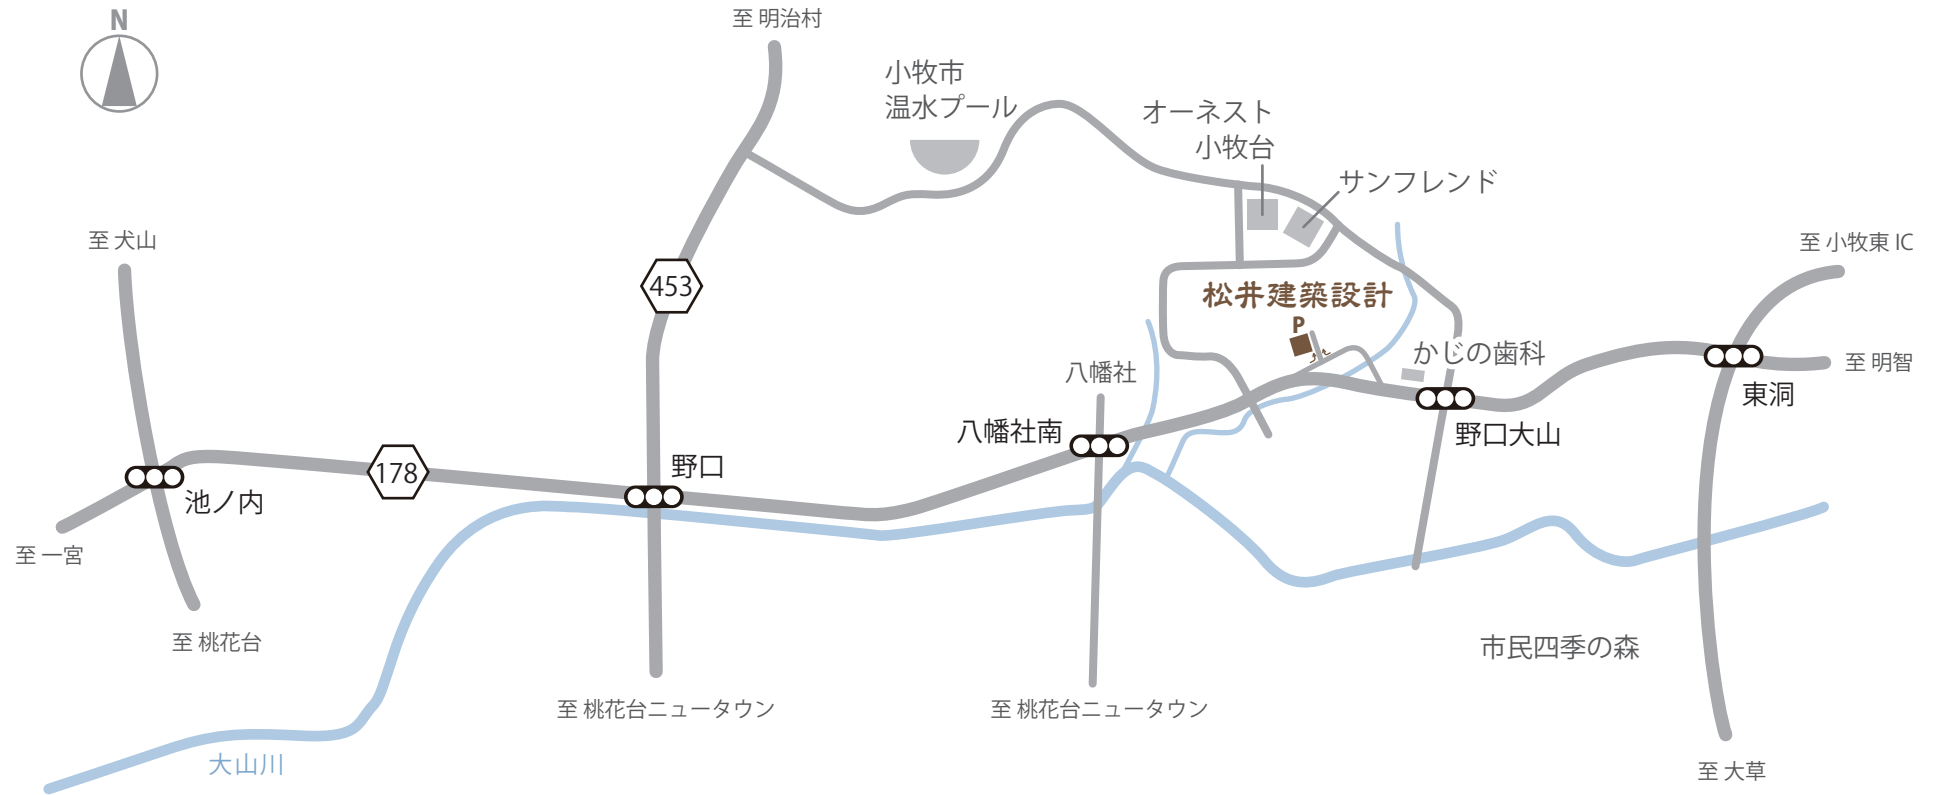 N
至 明治村
小牧市
温水プール
オーネスト
小牧台
サンフレンド
至 犬山
至 小牧東 IC
453
松井建築設計
P
かじの歯科
至 明智
八幡社
東洞
八幡社南
野口大山
野口
178
池ノ内
至 一宮
至 桃花台
市民四季の森
至 桃花台ニュータウン
至 桃花台ニュータウン
大山川
至 大草